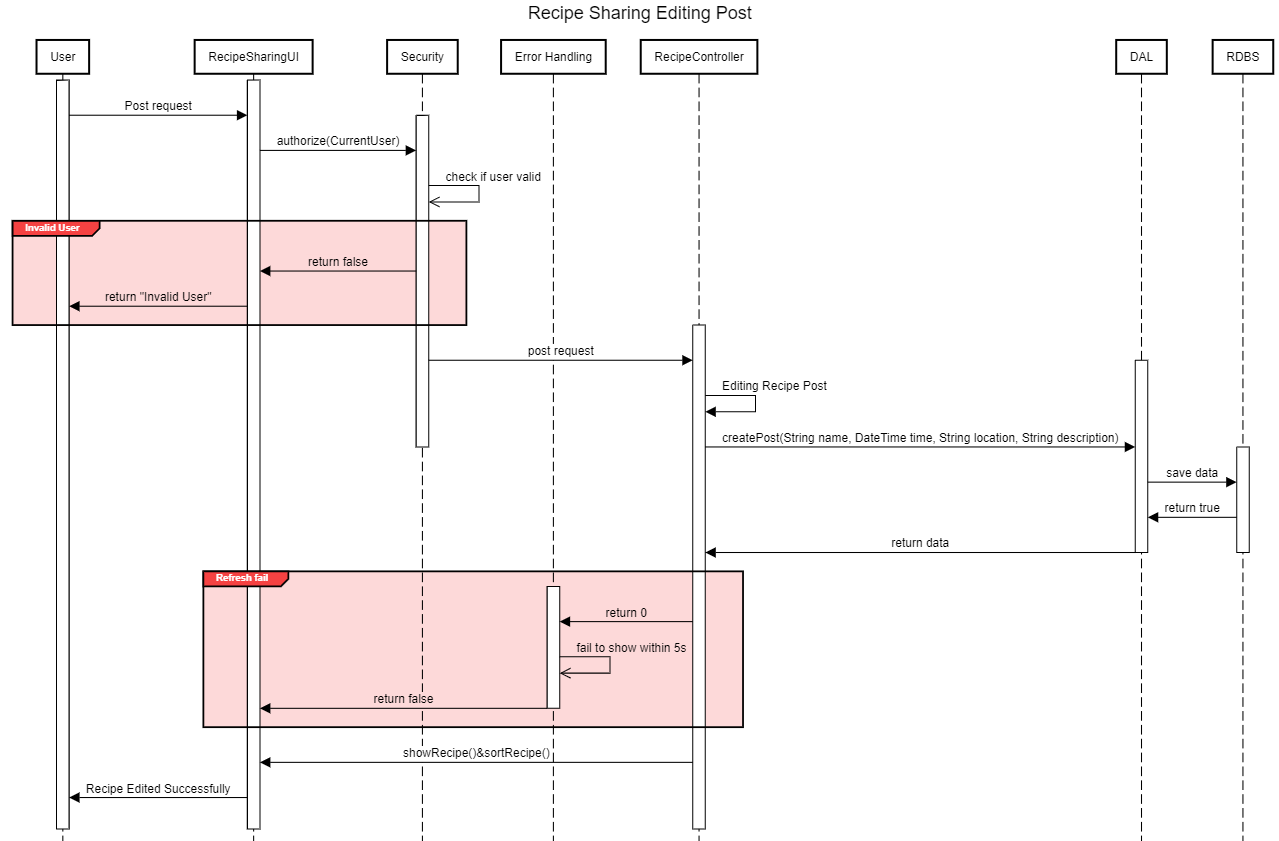 Recipe Sharing Editing Post
User
RecipeSharingUI
Security
Error Handling
RecipeController
DAL
RDBS
Post request
authorize(CurrentUser)
check if user valid
Invalid User
return false
return "Invalid User"
post request
Editing Recipe Post
createPost(String name, DateTime time, String location, String description)
save data
return true
return data
Refresh fail
return 0
fail to show within 5s
return false
showRecipe()&sortRecipe()
Recipe Edited Successfully